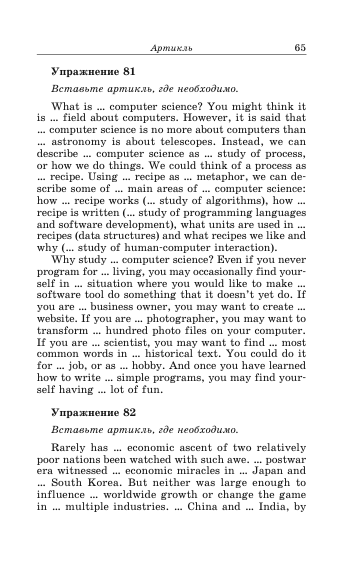 Артикль 65
Упражнение 81
Вставьте артикль, где необходимо.
What is ... computer science? You might think it
is ... field about computers. However, it is said that
... computer science is no more about computers than
... astronomy is about telescopes. Instead, we can
describe ... computer science as ... study of process,
or how we do things. We could think of a process as
... recipe. Using ... recipe as ... metaphor, we can de-
scribe some of ... main areas of ... computer science:
how ... recipe works (... study of algorithms), how ...
recipe is written (... study of programming languages
and software development), what units are used in ...
recipes (data structures) and what recipes we like and
why (... study of human-computer interaction).
Why study ... computer science? Even if you never
program for ... living, you may occasionally find your-
self in ... situation where you would like to make ...
software tool do something that it doesn't yet do. If
you are ... business owner, you may want to create ...
website. If you are ... photographer, you may want to
transform ... hundred photo files on your computer.
If you are ... scientist, you may want to find ... most
common words in ... historical text. You could do it
for ... job, or as ... hobby. And once you have learned
how to write ... simple programs, you may find your-
self having ... lot of fun.
Упражнение 82
Вставьте артикль, где необходимо.
Rarely has ... economic ascent of two relatively
poor nations been watched with such awe. ... postwar
era witnessed ... economic miracles in ... Japan and
... South Korea. But neither was large enough to
influence ... worldwide growth or change the game
in ... multiple industries. ... China and ... India, by